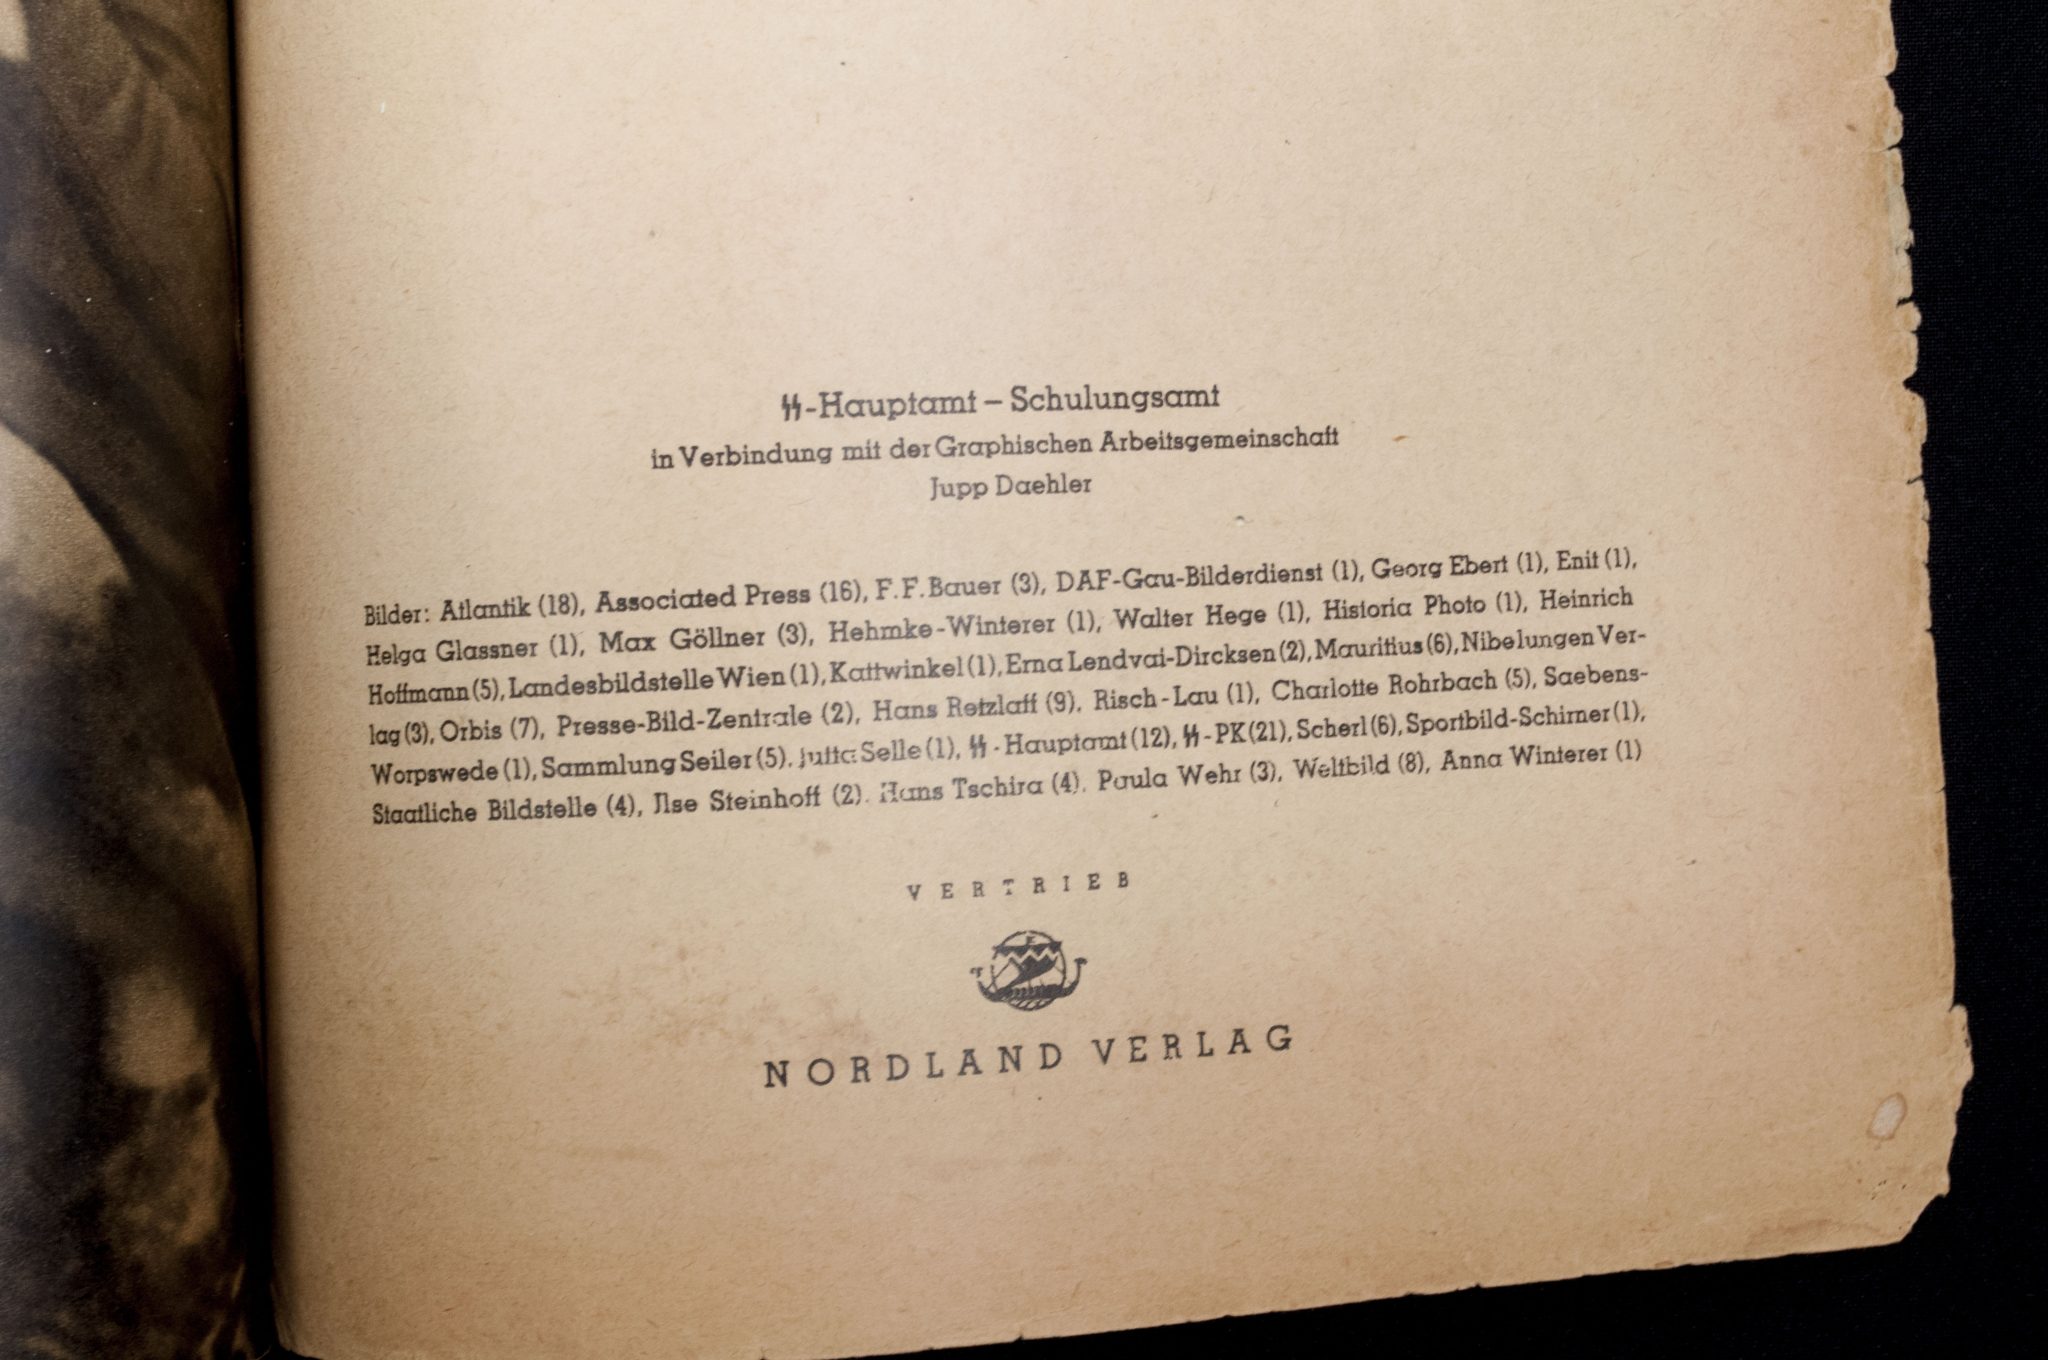 ᛋᛋ-Hauptamt – Schulungsamt
in Verbindung mit der Graphischen Arbeitsgemeinschaft
Jupp Daehler
Bilder: Atlantik (18), Associated Press (16), F. F. Bauer (3), DAF-Gau-Bilderdienst (1), Georg Ebert (1), Enit (1),
Helga Glassner (1), Max Göllner (3), Hehmke-Winterer (1), Walter Hege (1), Historia Photo (1), Heinrich
Hoffmann (5), Landesbildstelle Wien (1), Kattwinkel (1), Erna Lendvai-Dircksen (2), Mauritius (6), Nibelungen Ver-
lag (3), Orbis (7), Presse-Bild-Zentrale (2), Hans Retzlaff (9), Risch-Lau (1), Charlotte Rohrbach (5), Saebens-
Worpswede (1), Sammlung Seiler (5), Jutta Selle (1), ᛋᛋ-Hauptamt (12), ᛋᛋ-PK (21), Scherl (6), Sportbild-Schirner (1),
Staatliche Bildstelle (4), Ilse Steinhoff (2), Hans Tschira (4), Paula Wehr (3), Weltbild (8), Anna Winterer (1)
VERTRIEB
NORDLAND VERLAG